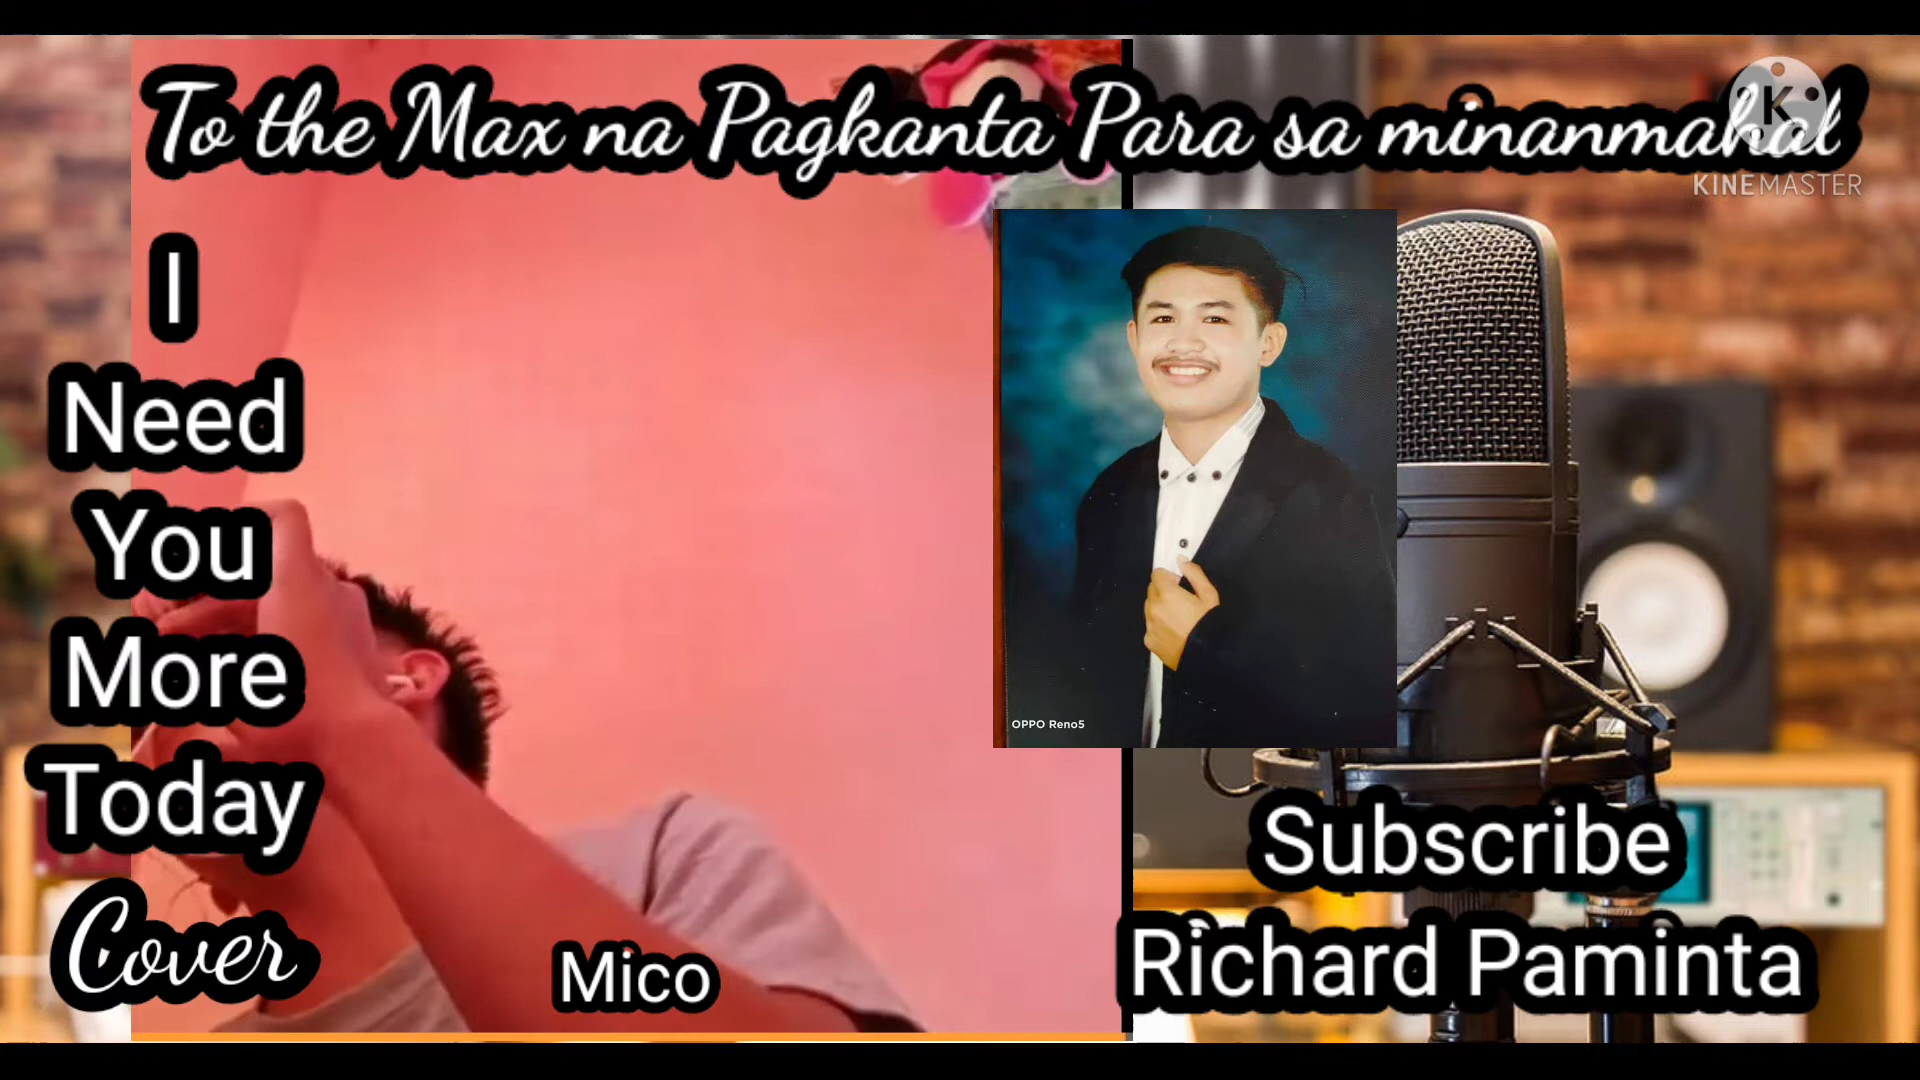 To the Max na Pagkanta Para sa minanmahal
K
KINEMASTER
I
Need
You
More
Today
Cover
Mico
OPPO Reno5
Subscribe
Richard Paminta